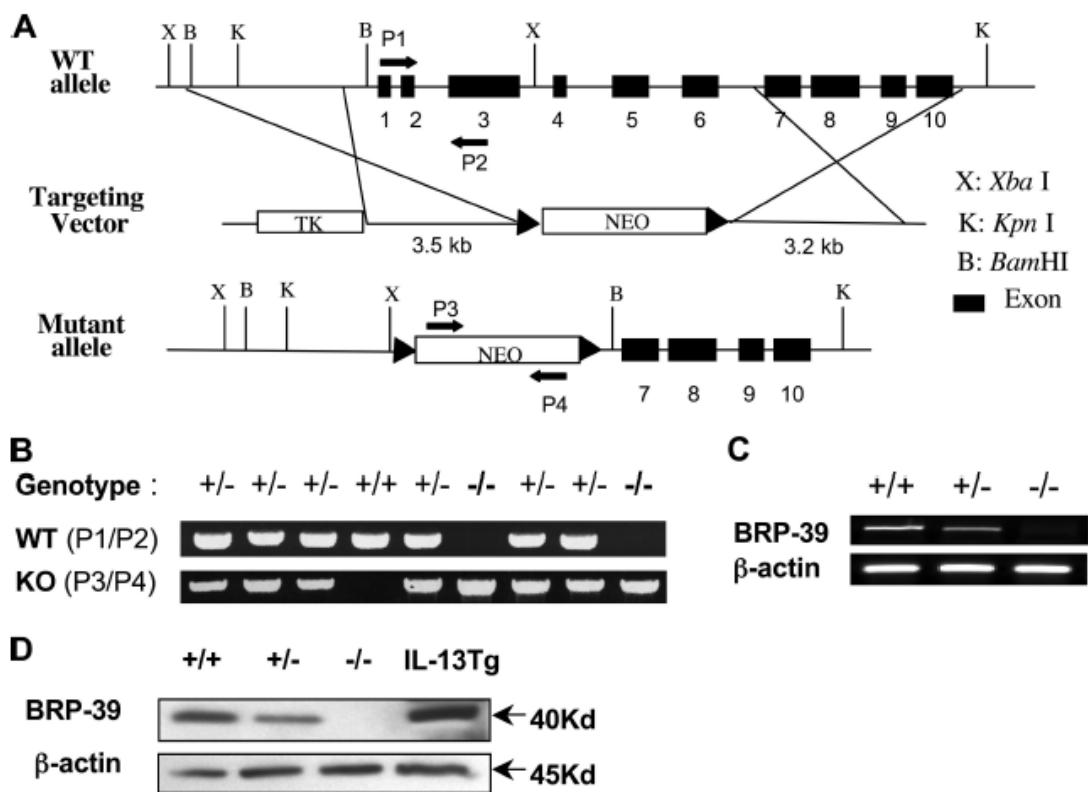 A
X B K B P1 X K
WT
allele
1 2 3 4 5 6 7 8 9 10
P2
Targeting
Vector
TK NEO
3.5 kb 3.2 kb
X: Xba I
K: Kpn I
B: BamHI
Exon
X B K X P3 B K
Mutant
allele
NEO
P4 7 8 9 10
B
Genotype : +/- +/- +/- +/+ +/- -/- +/- +/- -/-
WT (P1/P2)
KO (P3/P4)
C
+/+ +/- -/-
BRP-39
β-actin
D
+/+ +/- -/- IL-13Tg
BRP-39 40Kd
β-actin 45Kd